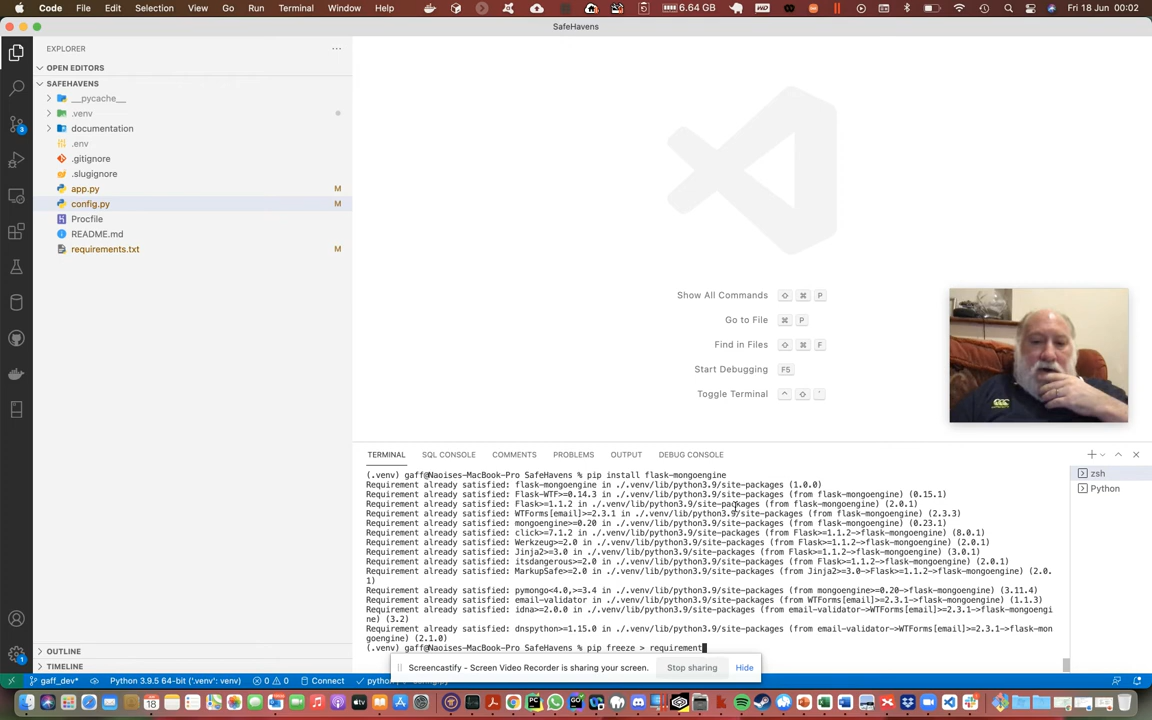 Code File Edit Selection View Go Run Terminal Window Help 6.64 GB Fri 18 Jun 00:02
SafeHavens
EXPLORER
OPEN EDITORS
SAFEHAVENS
__pycache__
.venv
documentation
.env
.gitignore
.slugignore
app.py M
config.py M
Procfile
README.md
requirements.txt M
Show All Commands ⇧ ⌘ P
Go to File ⌘ P
Find in Files ⇧ ⌘ F
Start Debugging F5
Toggle Terminal ^ ⇧ `
TERMINAL SQL CONSOLE COMMENTS PROBLEMS OUTPUT DEBUG CONSOLE
(.venv) gaff@Naoises-MacBook-Pro SafeHavens % pip install flask-mongoengine
Requirement already satisfied: flask-mongoengine in ./.venv/lib/python3.9/site-packages (1.0.0)
Requirement already satisfied: Flask-WTF>=0.14.3 in ./.venv/lib/python3.9/site-packages (from flask-mongoengine) (0.15.1)
Requirement already satisfied: Flask>=1.1.2 in ./.venv/lib/python3.9/site-packages (from flask-mongoengine) (2.0.1)
Requirement already satisfied: WTForms[email]>=2.3.1 in ./.venv/lib/python3.9/site-packages (from flask-mongoengine) (2.3.3)
Requirement already satisfied: mongoengine>=0.20 in ./.venv/lib/python3.9/site-packages (from flask-mongoengine) (0.23.1)
Requirement already satisfied: click>=7.1.2 in ./.venv/lib/python3.9/site-packages (from Flask>=1.1.2->flask-mongoengine) (8.0.1)
Requirement already satisfied: Werkzeug>=2.0 in ./.venv/lib/python3.9/site-packages (from Flask>=1.1.2->flask-mongoengine) (2.0.1)
Requirement already satisfied: Jinja2>=3.0 in ./.venv/lib/python3.9/site-packages (from Flask>=1.1.2->flask-mongoengine) (3.0.1)
Requirement already satisfied: itsdangerous>=2.0 in ./.venv/lib/python3.9/site-packages (from Flask>=1.1.2->flask-mongoengine) (2.0.1)
Requirement already satisfied: MarkupSafe>=2.0 in ./.venv/lib/python3.9/site-packages (from Jinja2>=3.0->Flask>=1.1.2->flask-mongoengine) (2.0.
1)
Requirement already satisfied: pymongo<4.0,>=3.4 in ./.venv/lib/python3.9/site-packages (from mongoengine>=0.20->flask-mongoengine) (3.11.4)
Requirement already satisfied: email-validator in ./.venv/lib/python3.9/site-packages (from WTForms[email]>=2.3.1->flask-mongoengine) (1.1.3)
Requirement already satisfied: idna>=2.0.0 in ./.venv/lib/python3.9/site-packages (from email-validator->WTForms[email]>=2.3.1->flask-mongoengin
e) (3.2)
Requirement already satisfied: dnspython>=1.15.0 in ./.venv/lib/python3.9/site-packages (from email-validator->WTForms[email]>=2.3.1->flask-mon
goengine) (2.1.0)
(.venv) gaff@Naoises-MacBook-Pro SafeHavens % pip freeze > requirement
zsh
Python
OUTLINE
TIMELINE
Screencastify - Screen Video Recorder is sharing your screen. Stop sharing Hide
gaff_dev* Python 3.9.5 64-bit ('.venv': venv) 0 0 Connect